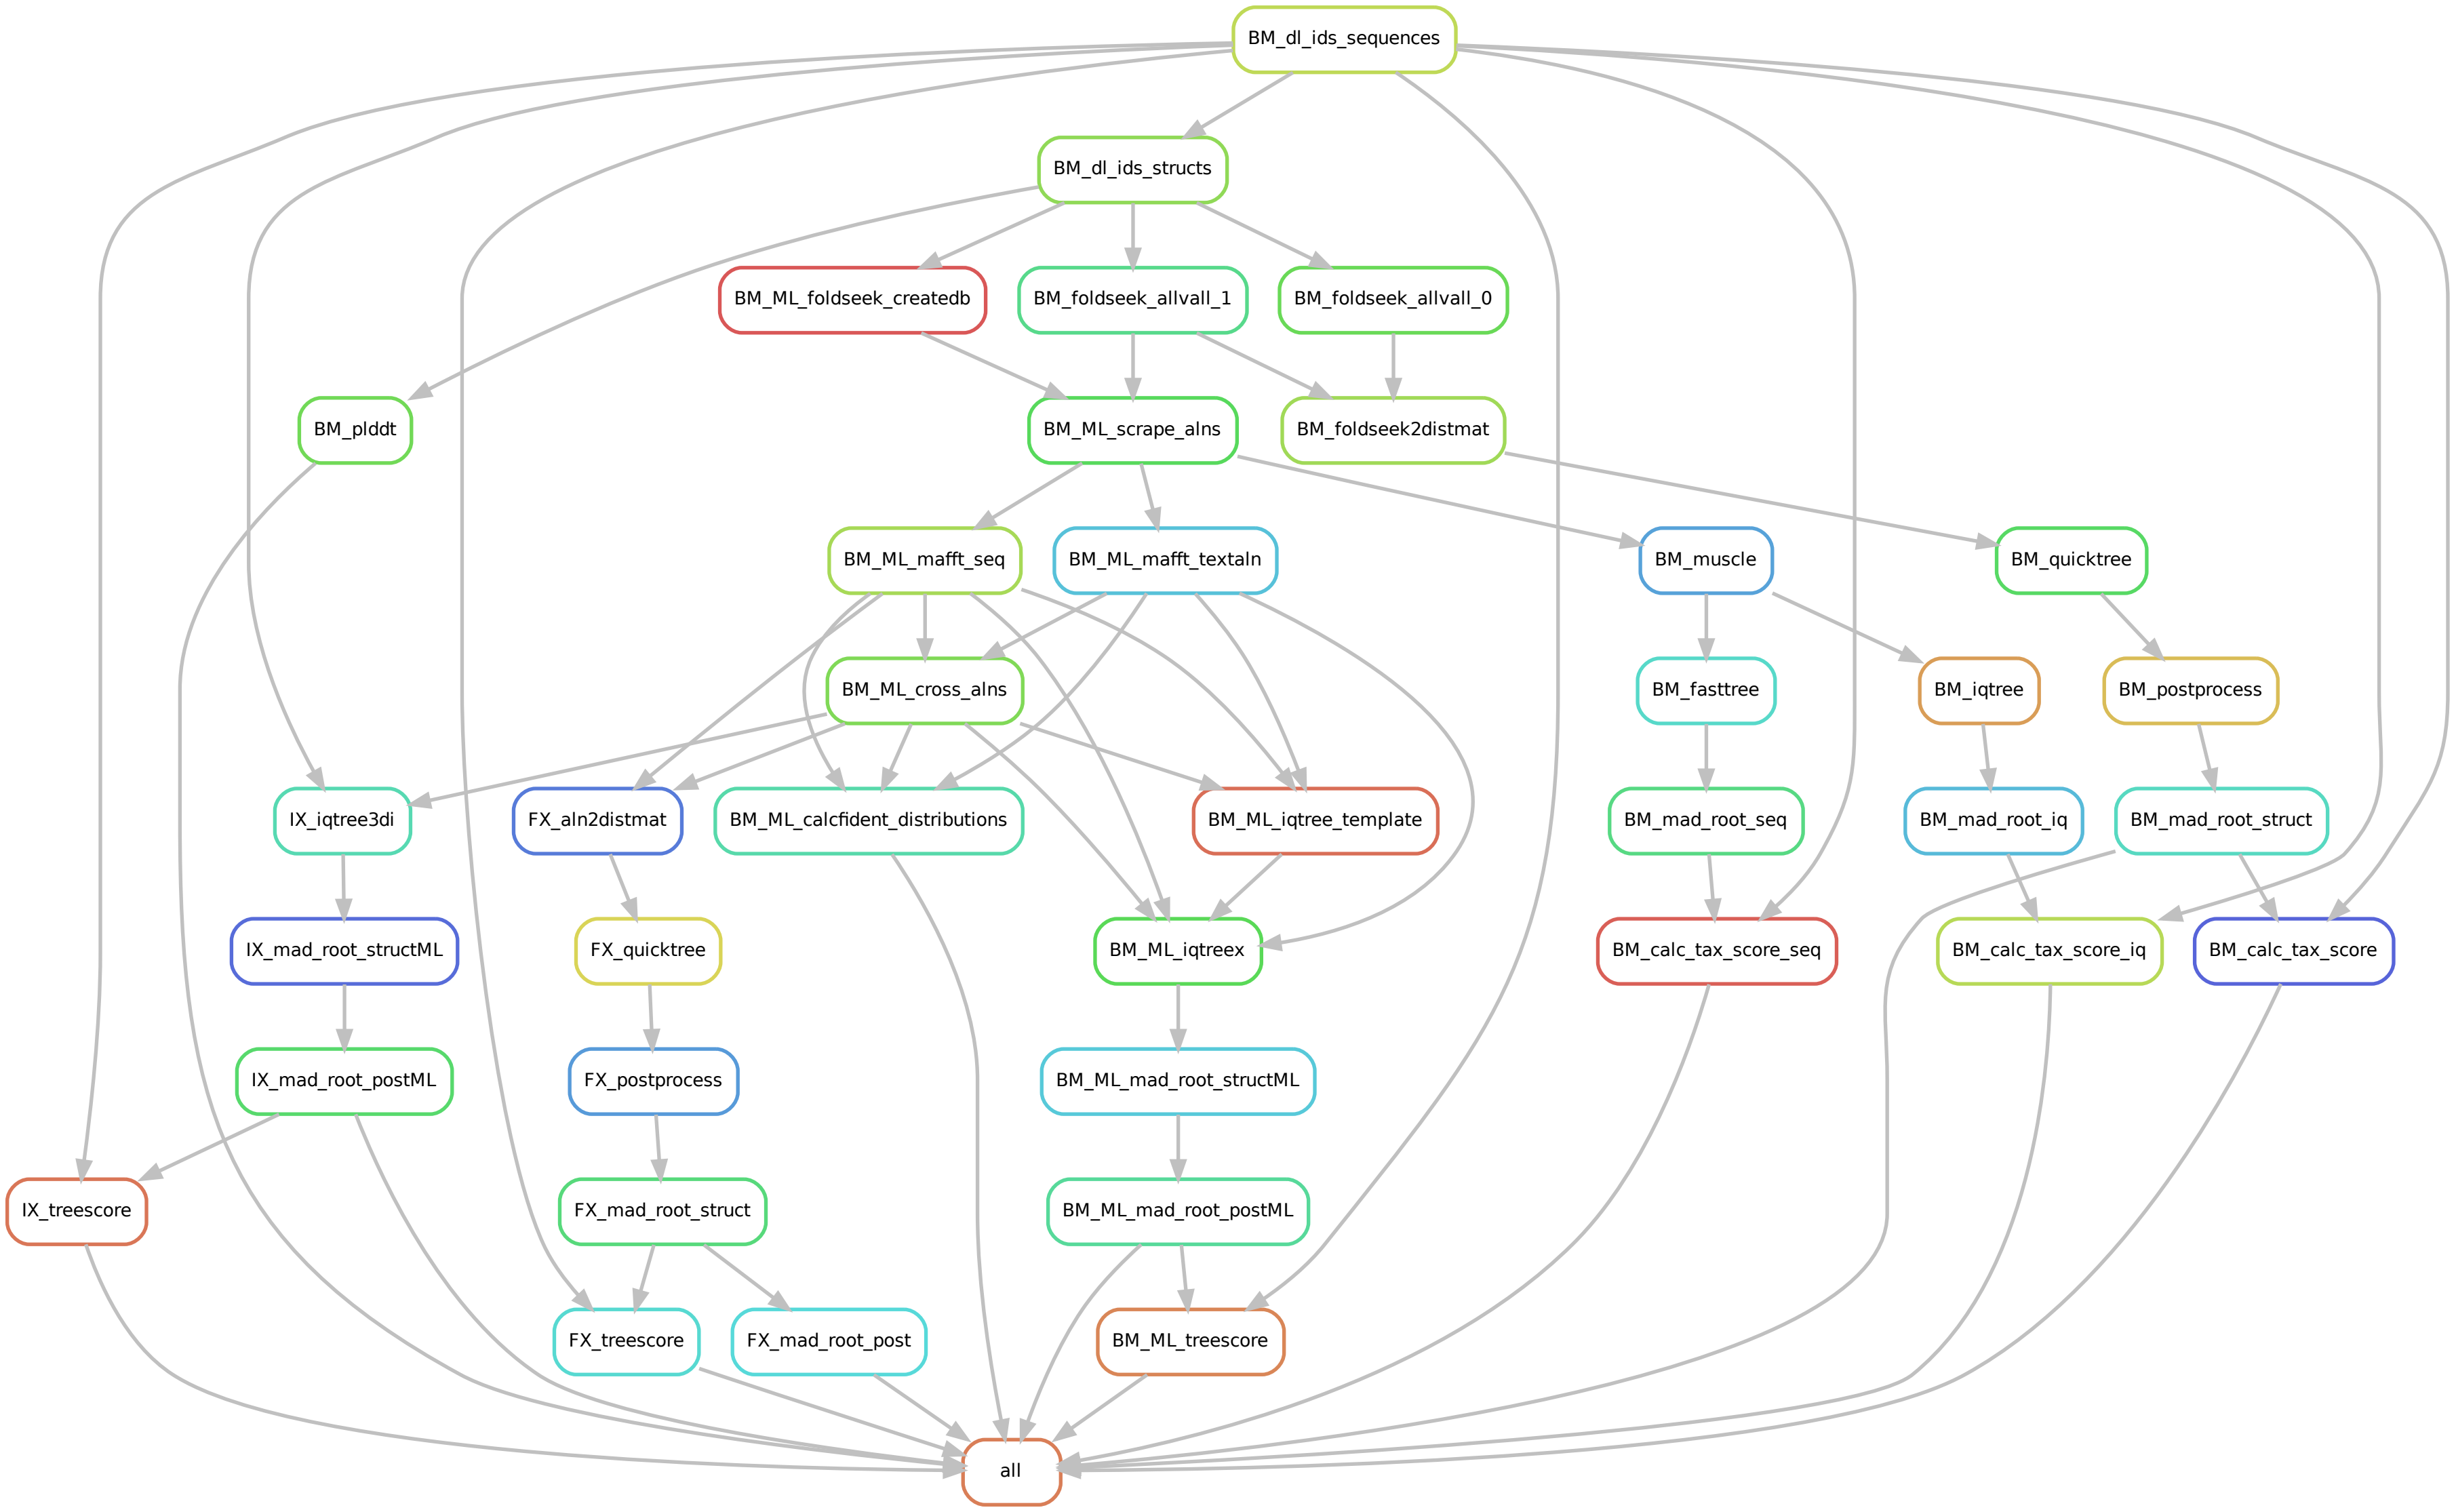 BM_dl_ids_sequences
BM_dl_ids_structs
BM_ML_foldseek_createdb
BM_foldseek_allvall_1
BM_foldseek_allvall_0
BM_plddt
BM_ML_scrape_alns
BM_foldseek2distmat
BM_ML_mafft_seq
BM_ML_mafft_textaln
BM_muscle
BM_quicktree
BM_ML_cross_alns
BM_fasttree
BM_iqtree
BM_postprocess
IX_iqtree3di
FX_aln2distmat
BM_ML_calcfident_distributions
BM_ML_iqtree_template
BM_mad_root_seq
BM_mad_root_iq
BM_mad_root_struct
IX_mad_root_structML
FX_quicktree
BM_ML_iqtreex
BM_calc_tax_score_seq
BM_calc_tax_score_iq
BM_calc_tax_score
IX_mad_root_postML
FX_postprocess
BM_ML_mad_root_structML
IX_treescore
FX_mad_root_struct
BM_ML_mad_root_postML
FX_treescore
FX_mad_root_post
BM_ML_treescore
all